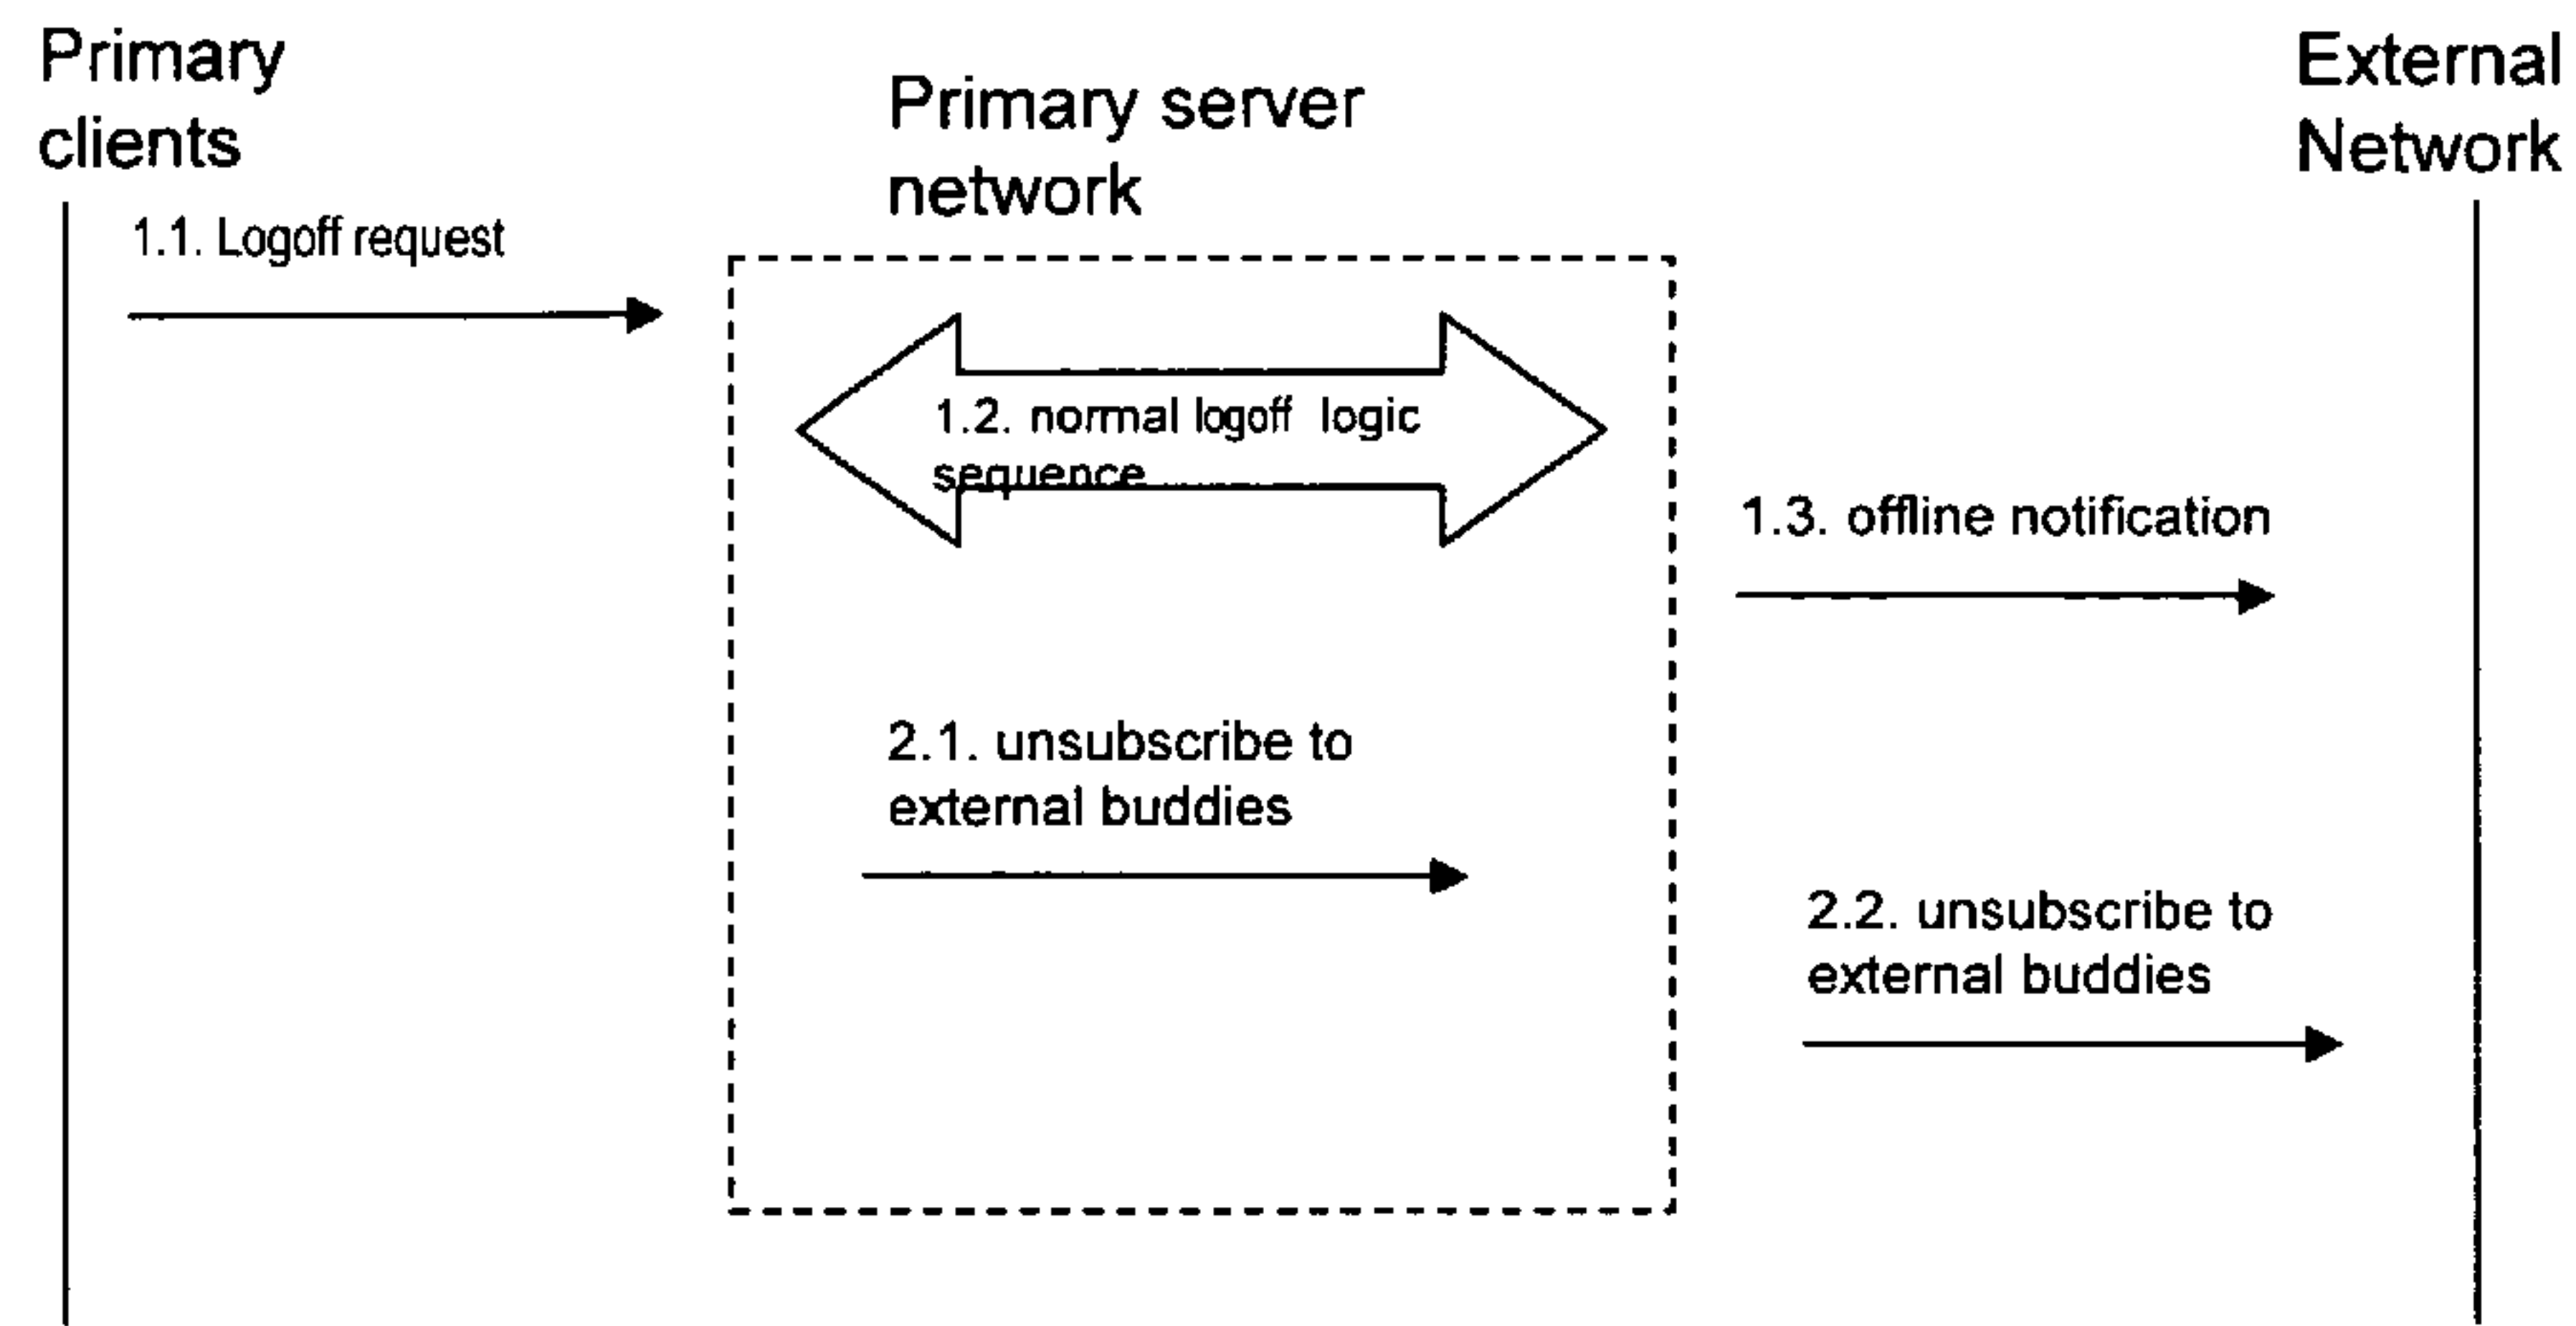 Primary
clients
Primary server
network
External
Network
1.1. Logoff request
1.2. normal logoff logic
sequence
1.3. offline notification
2.1. unsubscribe to
external buddies
2.2. unsubscribe to
external buddies